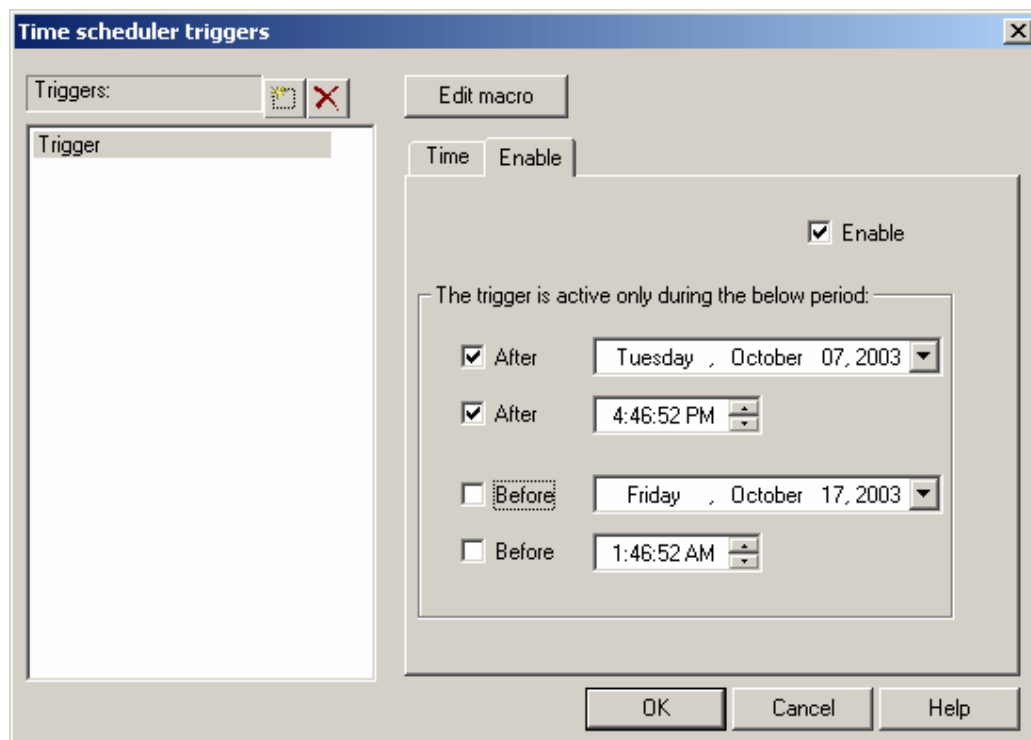 Time scheduler triggers
Triggers:
Edit macro
Trigger
Time
Enable
Enable
The trigger is active only during the below period:
After
Tuesday , October 07, 2003
After
4:46:52 PM
Before
Friday , October 17, 2003
Before
1:46:52 AM
OK
Cancel
Help